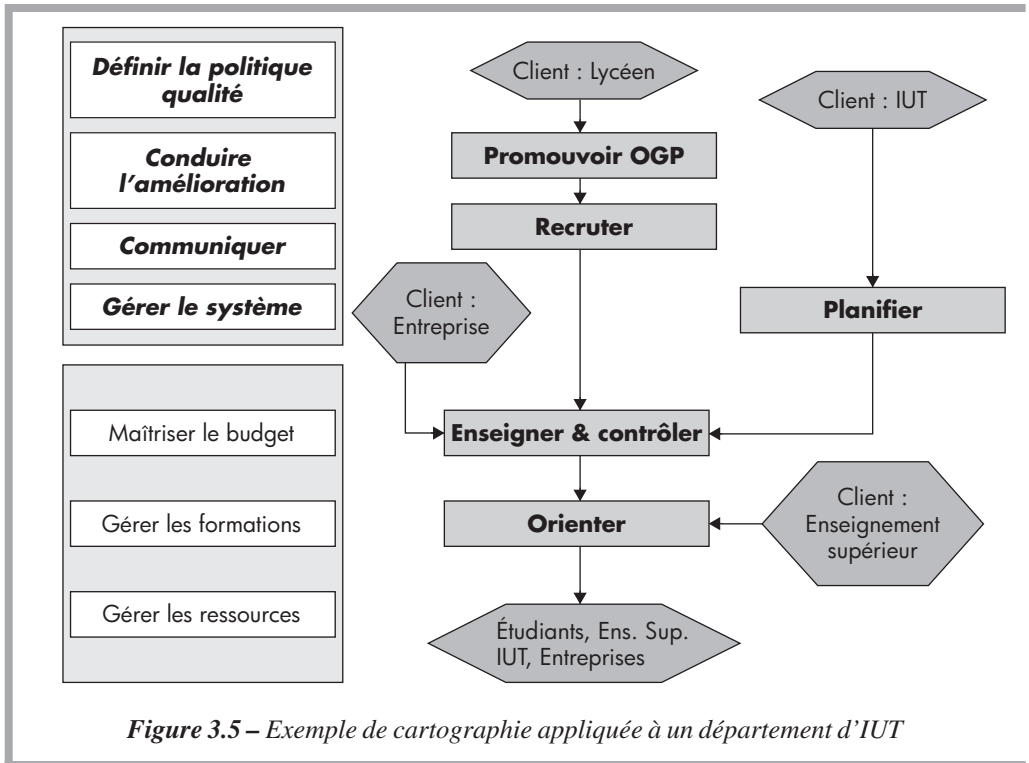 Définir la politique
qualité
Conduire
l'amélioration
Communiquer
Gérer le système
Maîtriser le budget
Gérer les formations
Gérer les ressources
Client : Lycéen
Client : IUT
Promouvoir OGP
Recruter
Client :
Entreprise
Planifier
Enseigner & contrôler
Orienter
Client :
Enseignement
supérieur
Étudiants, Ens. Sup.
IUT, Entreprises
Figure 3.5 – Exemple de cartographie appliquée à un département d'IUT